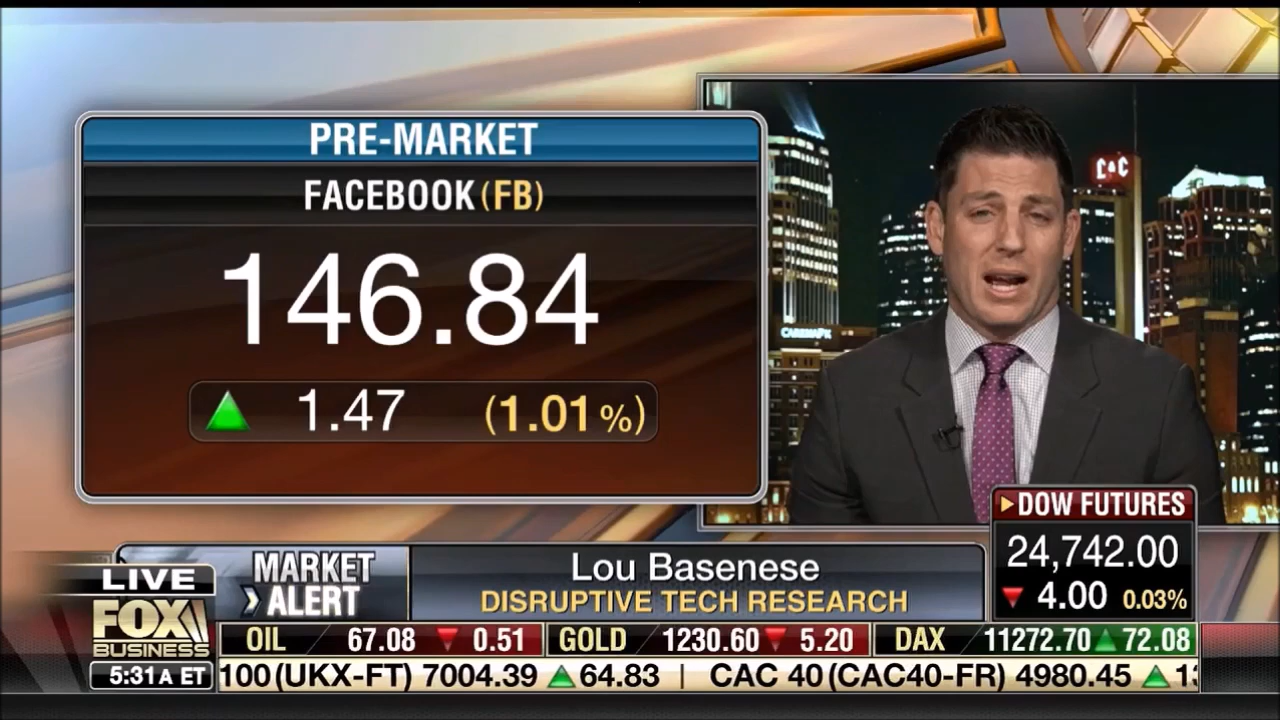 PRE-MARKET
FACEBOOK (FB)
146.84
1.47 (1.01%)
C&C
CAREMARK
DOW FUTURES
24,742.00
4.00 0.03%
MARKET ALERT
Lou Basenese
DISRUPTIVE TECH RESEARCH
LIVE
FOX
BUSINESS
5:31A ET
OIL 67.08 0.51 GOLD 1230.60 5.20 DAX 11272.70 72.08
100 (UKX-FT) 7004.39 64.83 | CAC 40 (CAC40-FR) 4980.45